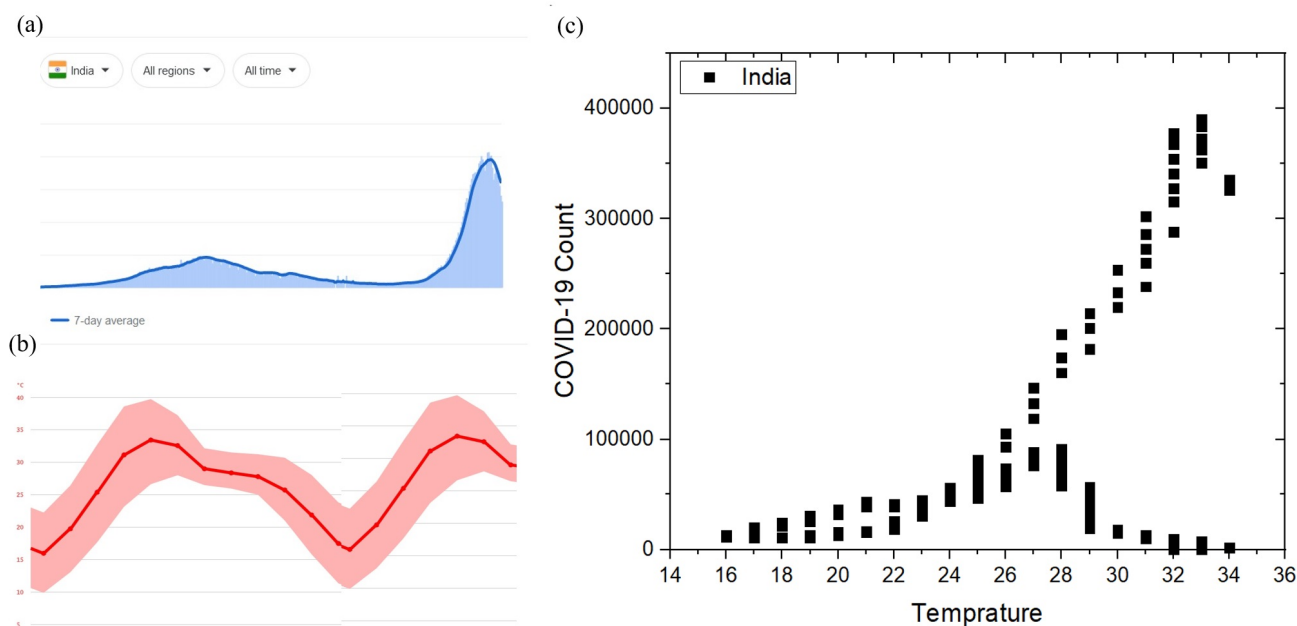 (a)
India
All regions
All time
7-day average
(b)
°C
40
35
30
25
20
15
10
5
(c)
India
COVID-19 Count
400000
300000
200000
100000
0
14 16 18 20 22 24 26 28 30 32 34 36
Temprature